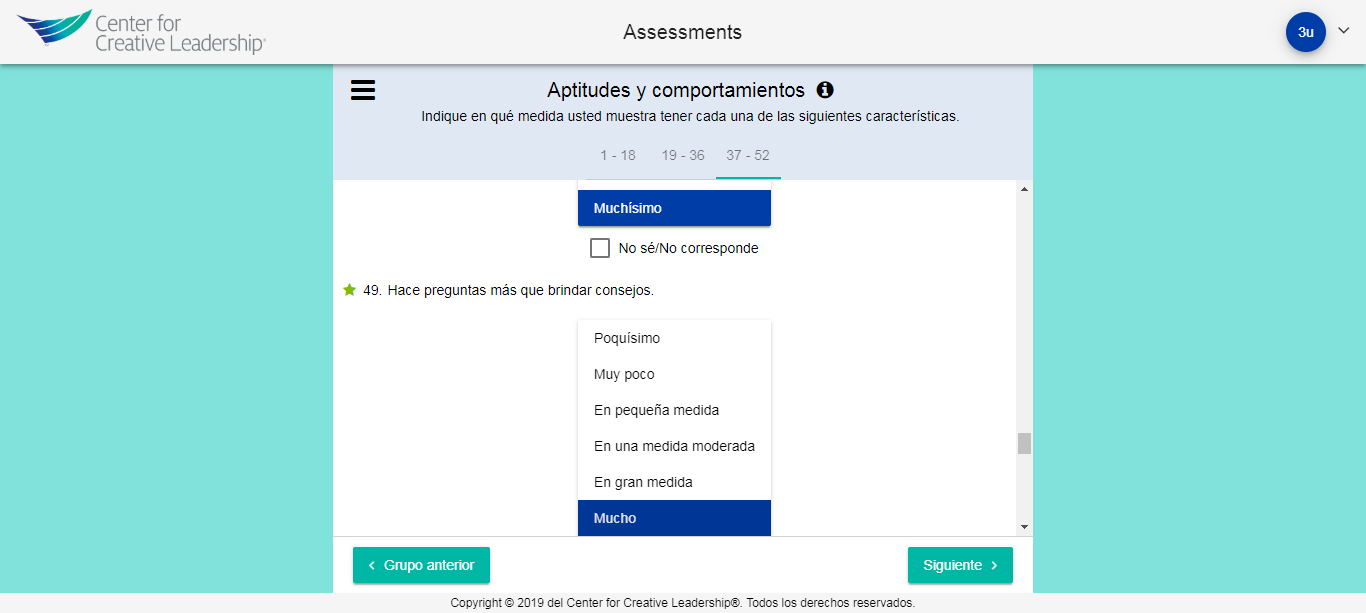 Center for
Creative Leadership®
Assessments
3u
Aptitudes y comportamientos
Indique en qué medida usted muestra tener cada una de las siguientes características.
1 - 18 19 - 36 37 - 52
Muchísimo
No sé/No corresponde
49. Hace preguntas más que brindar consejos.
Poquísimo
Muy poco
En pequeña medida
En una medida moderada
En gran medida
Mucho
Grupo anterior Siguiente
Copyright © 2019 del Center for Creative Leadership®. Todos los derechos reservados.